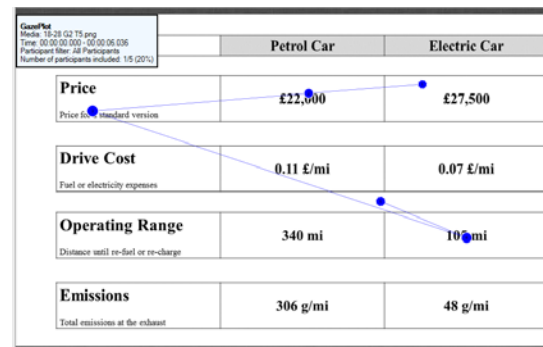 GazePlot
Media: 18-28 G2 T5.png
Time: 00:00:00.000 - 00:00:05.036
Participant filter: All Participants
Number of participants included: 1/5 (20%)
Petrol Car Electric Car
Price
£22,000 £27,500
Price for a standard version
Drive Cost
0.11 £/mi 0.07 £/mi
Fuel or electricity expenses
Operating Range
340 mi mi
Distance until re-fuel or re-charge
Emissions
306 g/mi 48 g/mi
Total emissions at the exhaust